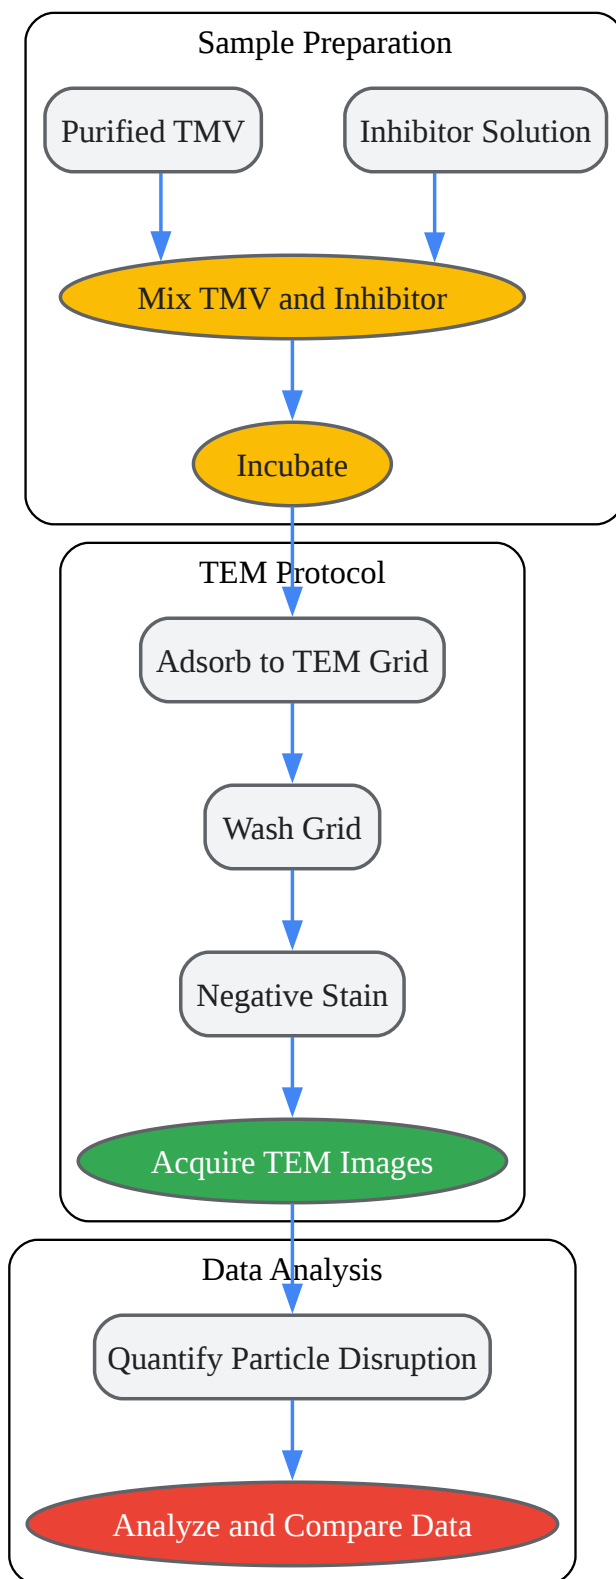 Sample Preparation
Purified TMV
Inhibitor Solution
Mix TMV and Inhibitor
Incubate
TEM Protocol
Adsorb to TEM Grid
Wash Grid
Negative Stain
Acquire TEM Images
Data Analysis
Quantify Particle Disruption
Analyze and Compare Data